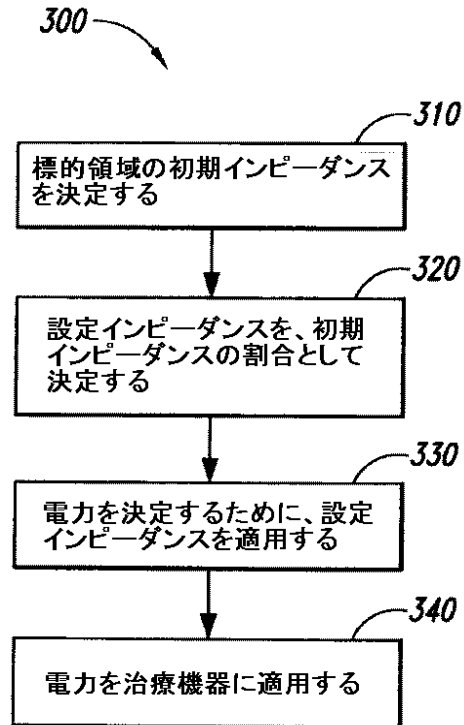 300
310
標的領域の初期インピーダンス
を決定する
320
設定インピーダンスを、初期
インピーダンスの割合として
決定する
330
電力を決定するために、設定
インピーダンスを適用する
340
電力を治療機器に適用する